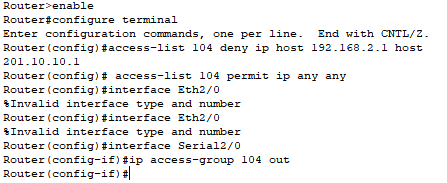 Router>enable
Router#configure terminal
Enter configuration commands, one per line.  End with CNTL/Z.
Router(config)#access-list 104 deny ip host 192.168.2.1 host
201.10.10.1
Router(config)# access-list 104 permit ip any any
Router(config)#interface Eth2/0
%Invalid interface type and number
Router(config)#interface Eth2/0
%Invalid interface type and number
Router(config)#interface Serial2/0
Router(config-if)#ip access-group 104 out
Router(config-if)#